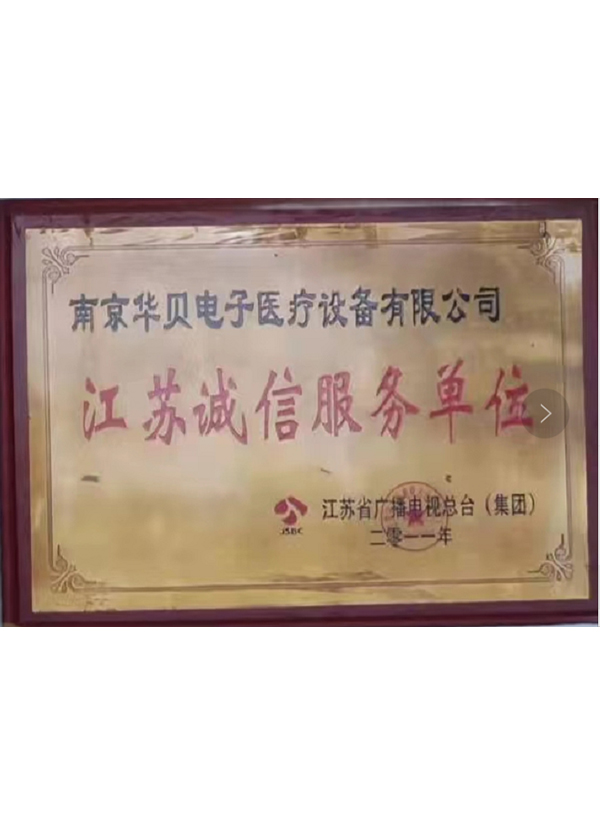 南京华贝电子医疗设备有限公司
江苏诚信服务单位
JSBC
江苏省广播电视总台（集团）
二零一一年